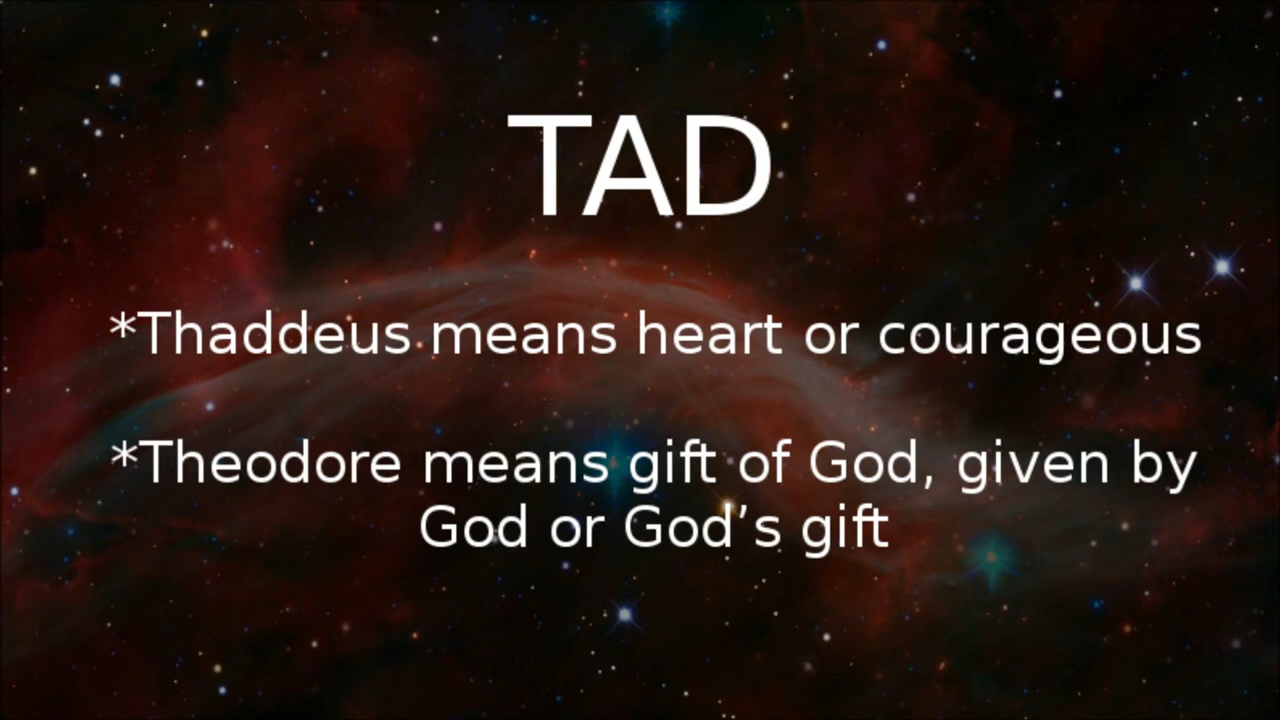 TAD
*Thaddeus means heart or courageous
*Theodore means gift of God, given by
God or God’s gift